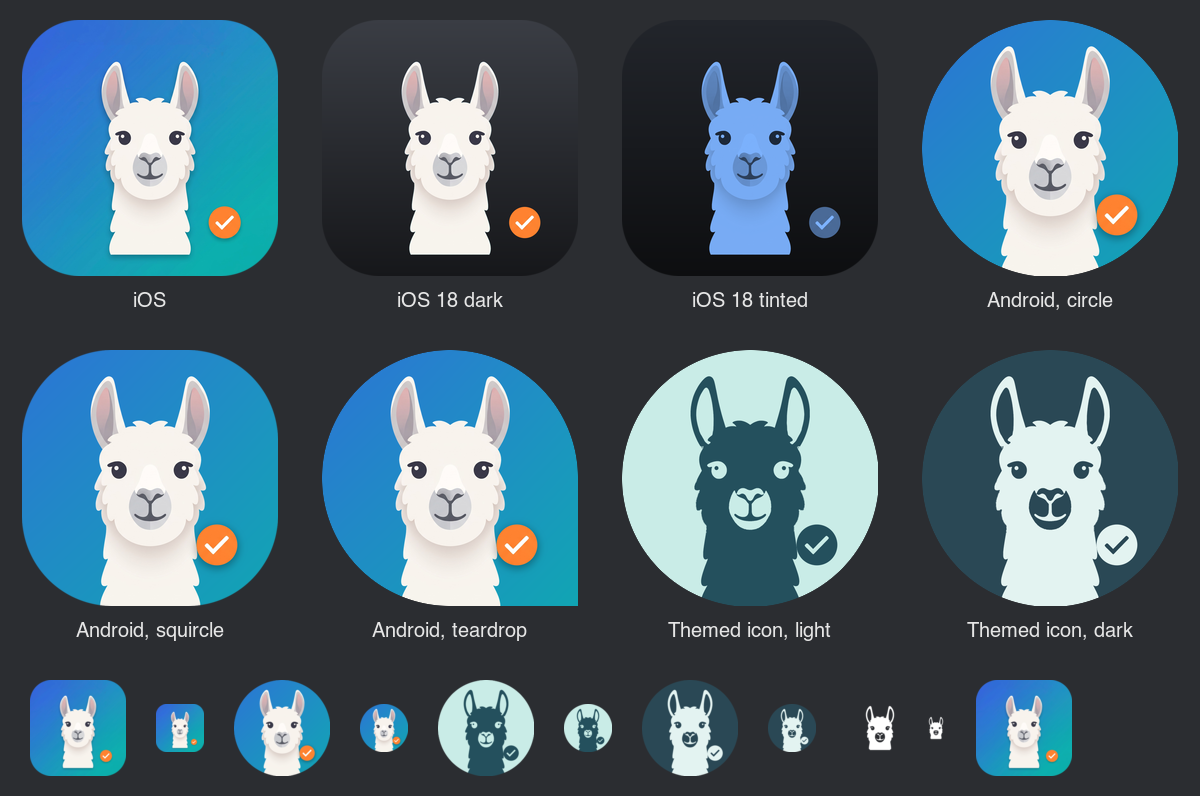 iOS
iOS 18 dark
iOS 18 tinted
Android, circle
Android, squircle
Android, teardrop
Themed icon, light
Themed icon, dark